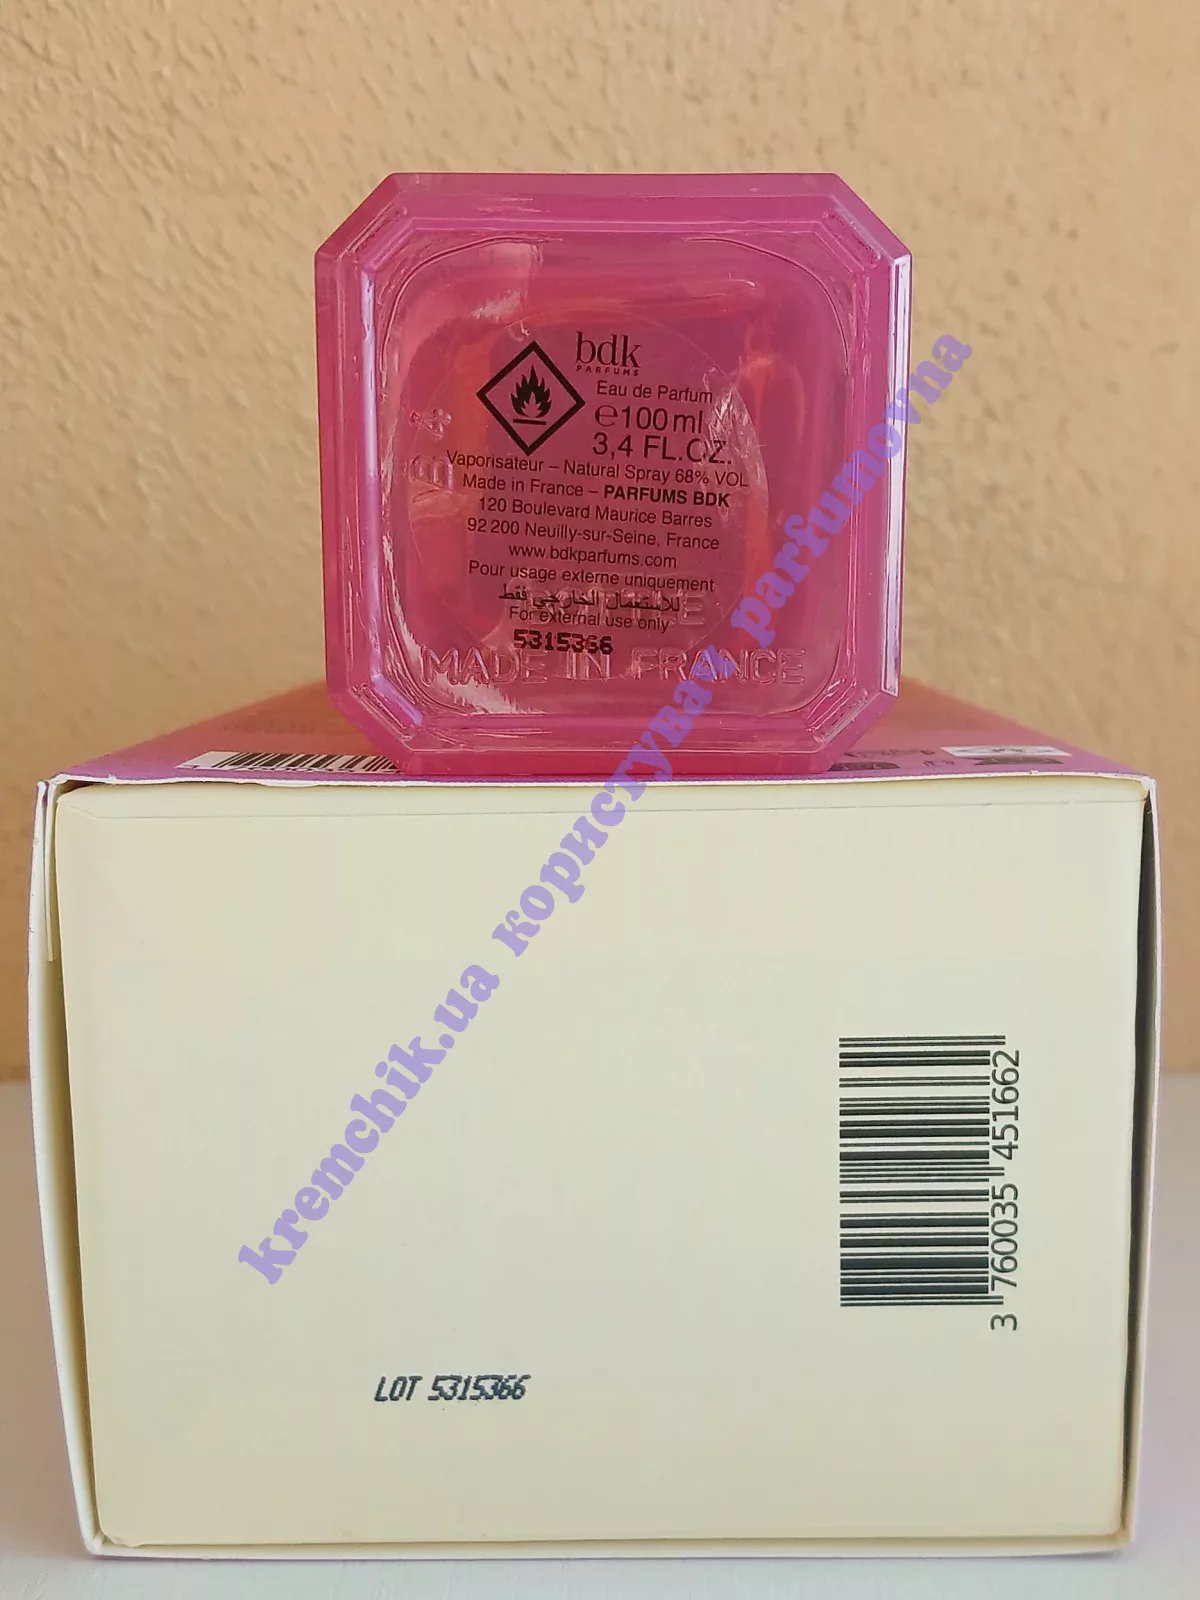 bdk
PARFUMS
Eau de Parfum
℮100 ml
3,4 FL.OZ.
Vaporisateur – Natural Spray 68% VOL
Made in France – PARFUMS BDK
120 Boulevard Maurice Barres
92 200 Neuilly-sur-Seine, France
www.bdkparfums.com
Pour usage externe uniquement
للاستعمال الخارجي فقط
For external use only
5315366
MADE IN FRANCE
kremchik.ua користувач parfumovna
3 760035 451662
LOT 5315366